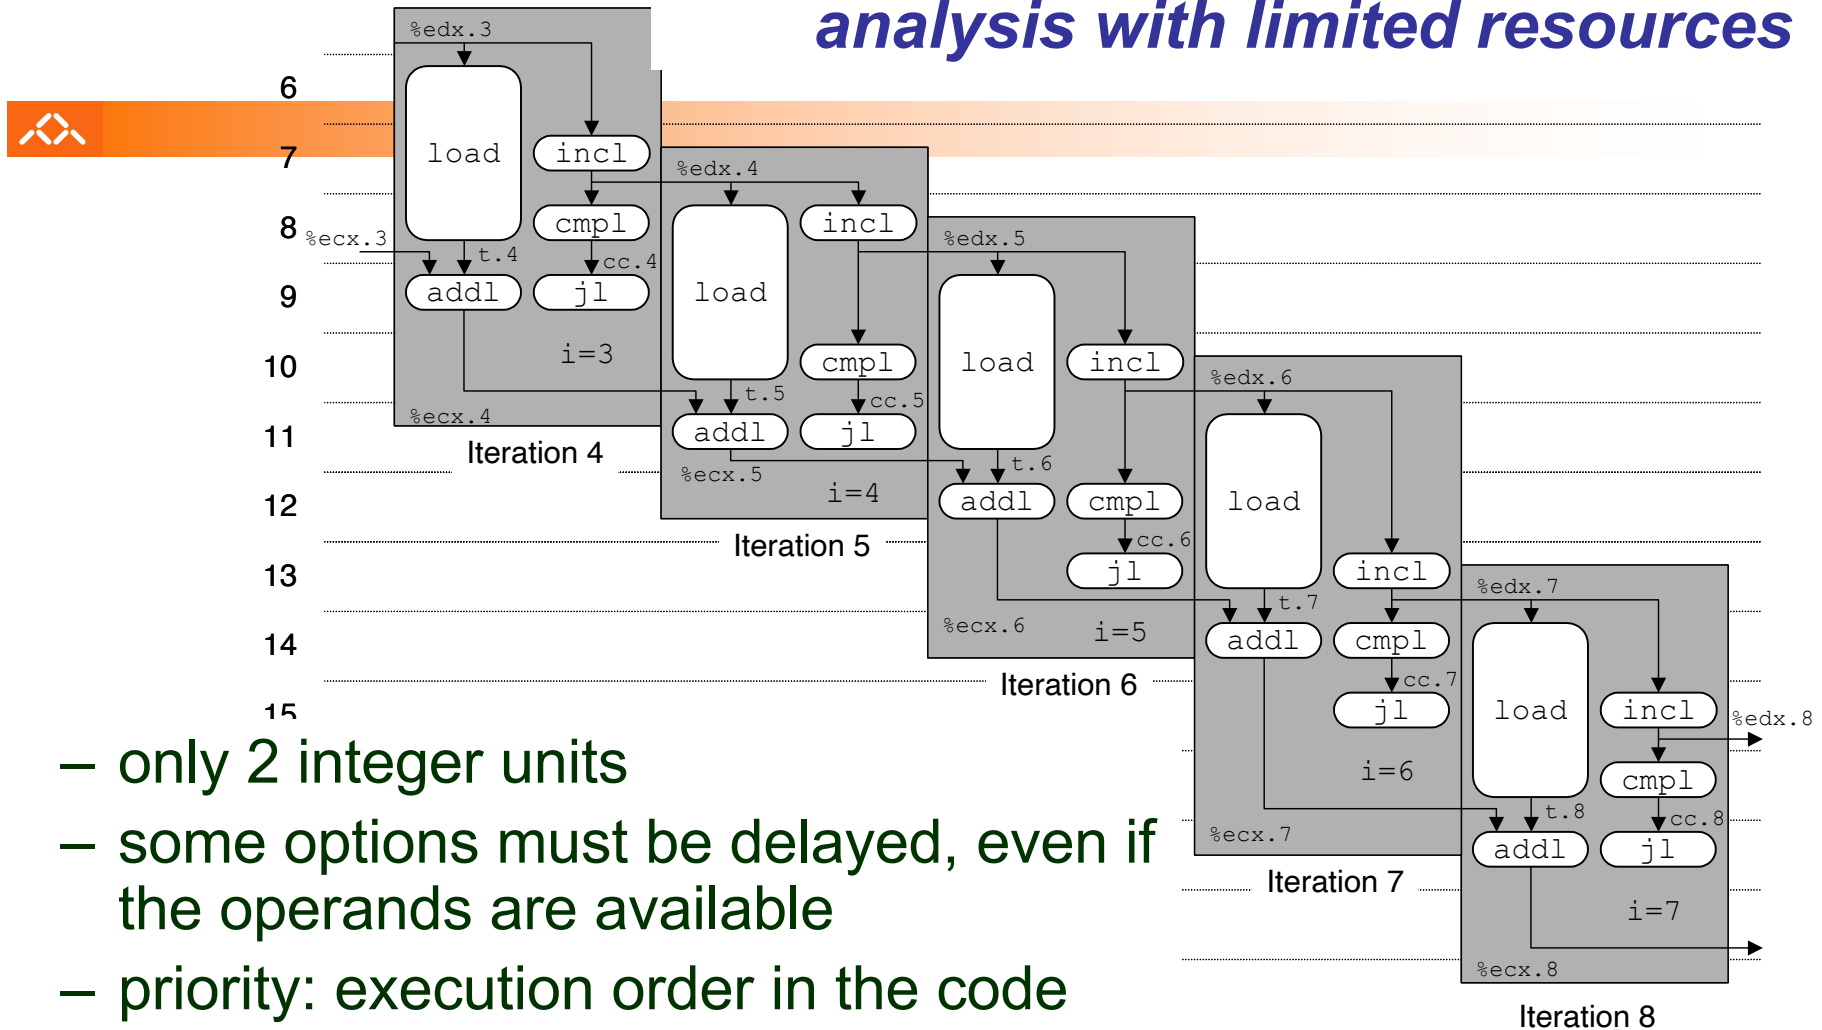 analysis with limited resources
%edx.3
6
load
incl
7
%edx.4
cmpl
incl
8
%ecx.3
t.4
cc.4
%edx.5
addl
jl
load
9
i=3
cmpl
load
incl
10
%edx.6
t.5
cc.5
%ecx.4
addl
jl
11
Iteration 4
t.6
%ecx.5
i=4
addl
cmpl
load
12
Iteration 5
cc.6
jl
incl
13
%edx.7
t.7
%ecx.6
i=5
addl
cmpl
14
Iteration 6
cc.7
jl
load
incl
%edx.8
15
– only 2 integer units
i=6
cmpl
t.8
cc.8
%ecx.7
addl
jl
– some options must be delayed, even if
the operands are available
Iteration 7
i=7
%ecx.8
– priority: execution order in the code
Iteration 8